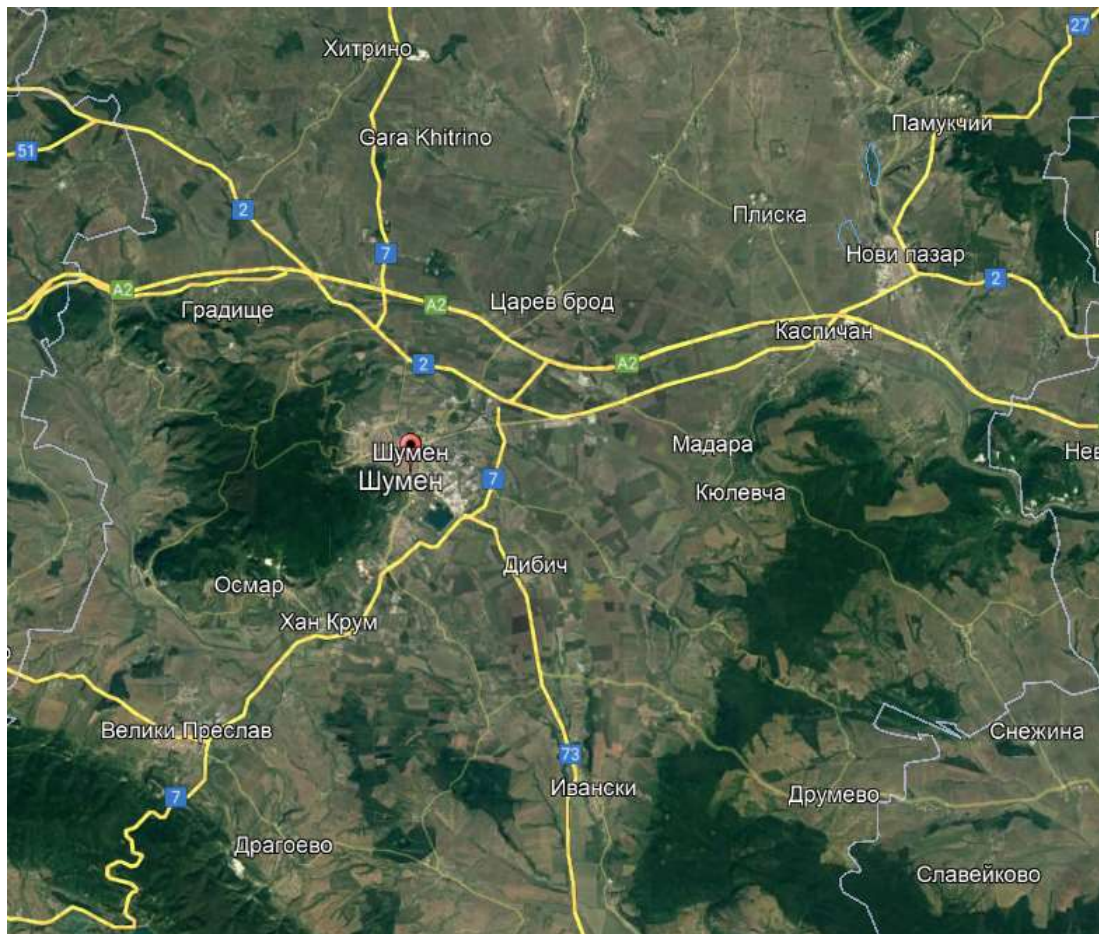 27
Хитрино
Памукчий
Gara Khitrino
51
2
Плиска
7
Нови пазар
2
A2
Градище
A2
Царев брод
Каспичан
2
A2
Шумен
Мадара
Нев
Шумен
7
Кюлевча
Дибич
Осмар
Хан Крум
Велики Преслав
Снежина
73
Ивански
7
Друмево
Драгоево
Славейково